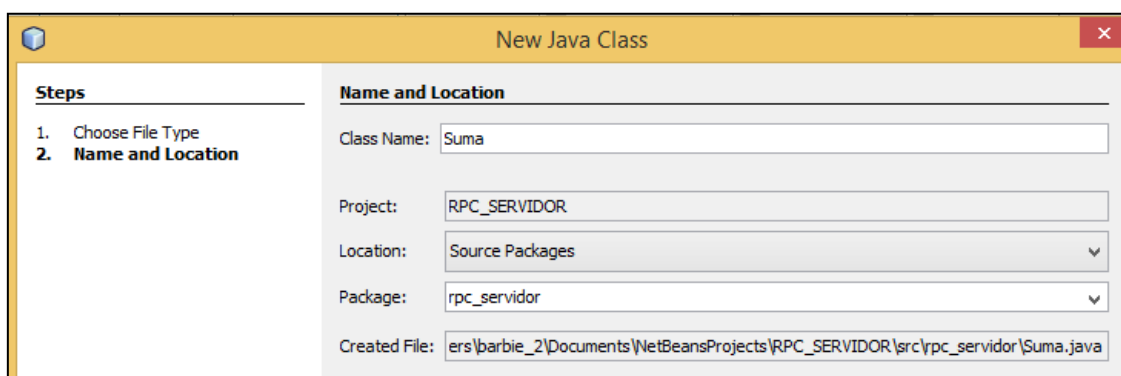 New Java Class
Steps
1. Choose File Type
2. Name and Location
Name and Location
Class Name: Suma
Project: RPC_SERVIDOR
Location: Source Packages
Package: rpc_servidor
Created File: ers\barbie_2\Documents\NetBeansProjects\RPC_SERVIDOR\src\rpc_servidor\Suma.java